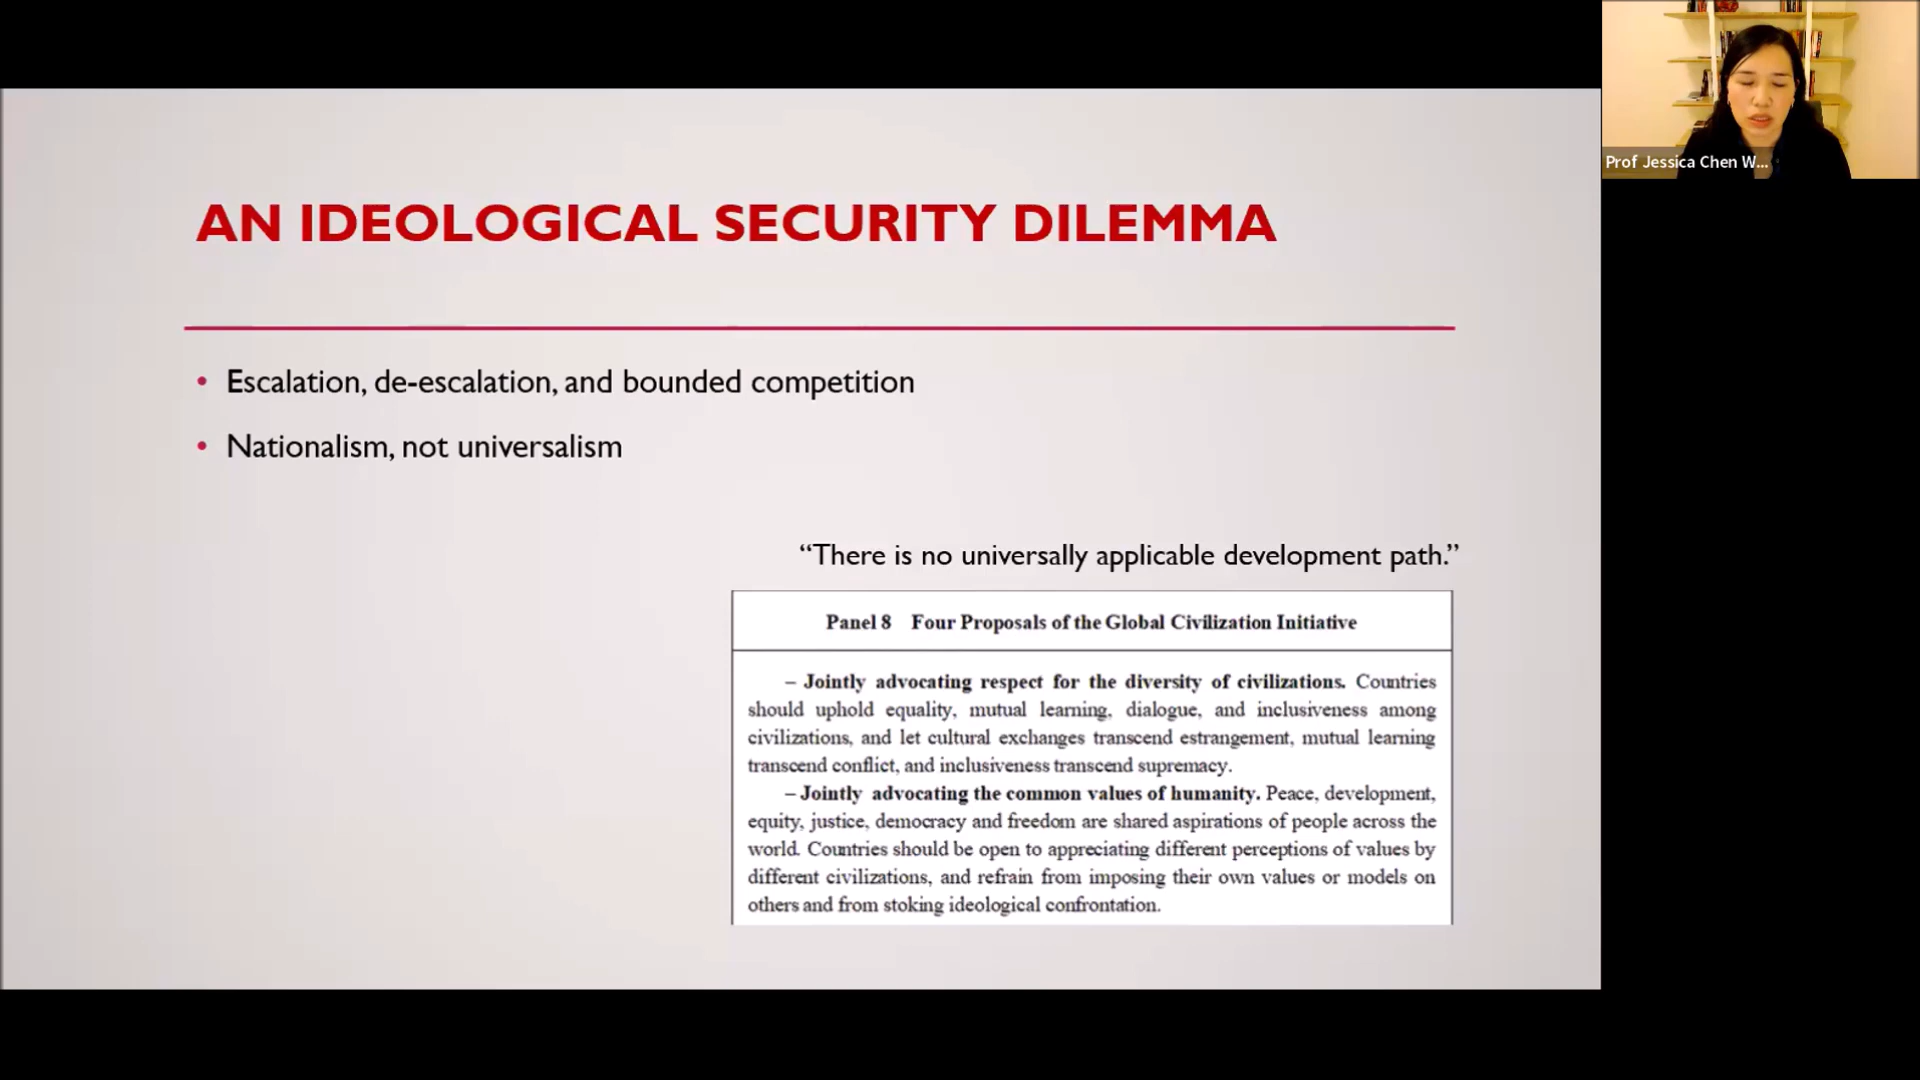 Prof Jessica Chen W...
AN IDEOLOGICAL SECURITY DILEMMA
• Escalation, de-escalation, and bounded competition
• Nationalism, not universalism
“There is no universally applicable development path.”
Panel 8 Four Proposals of the Global Civilization Initiative
– Jointly advocating respect for the diversity of civilizations. Countries
should uphold equality, mutual learning, dialogue, and inclusiveness among
civilizations, and let cultural exchanges transcend estrangement, mutual learning
transcend conflict, and inclusiveness transcend supremacy.
– Jointly advocating the common values of humanity. Peace, development,
equity, justice, democracy and freedom are shared aspirations of people across the
world. Countries should be open to appreciating different perceptions of values by
different civilizations, and refrain from imposing their own values or models on
others and from stoking ideological confrontation.